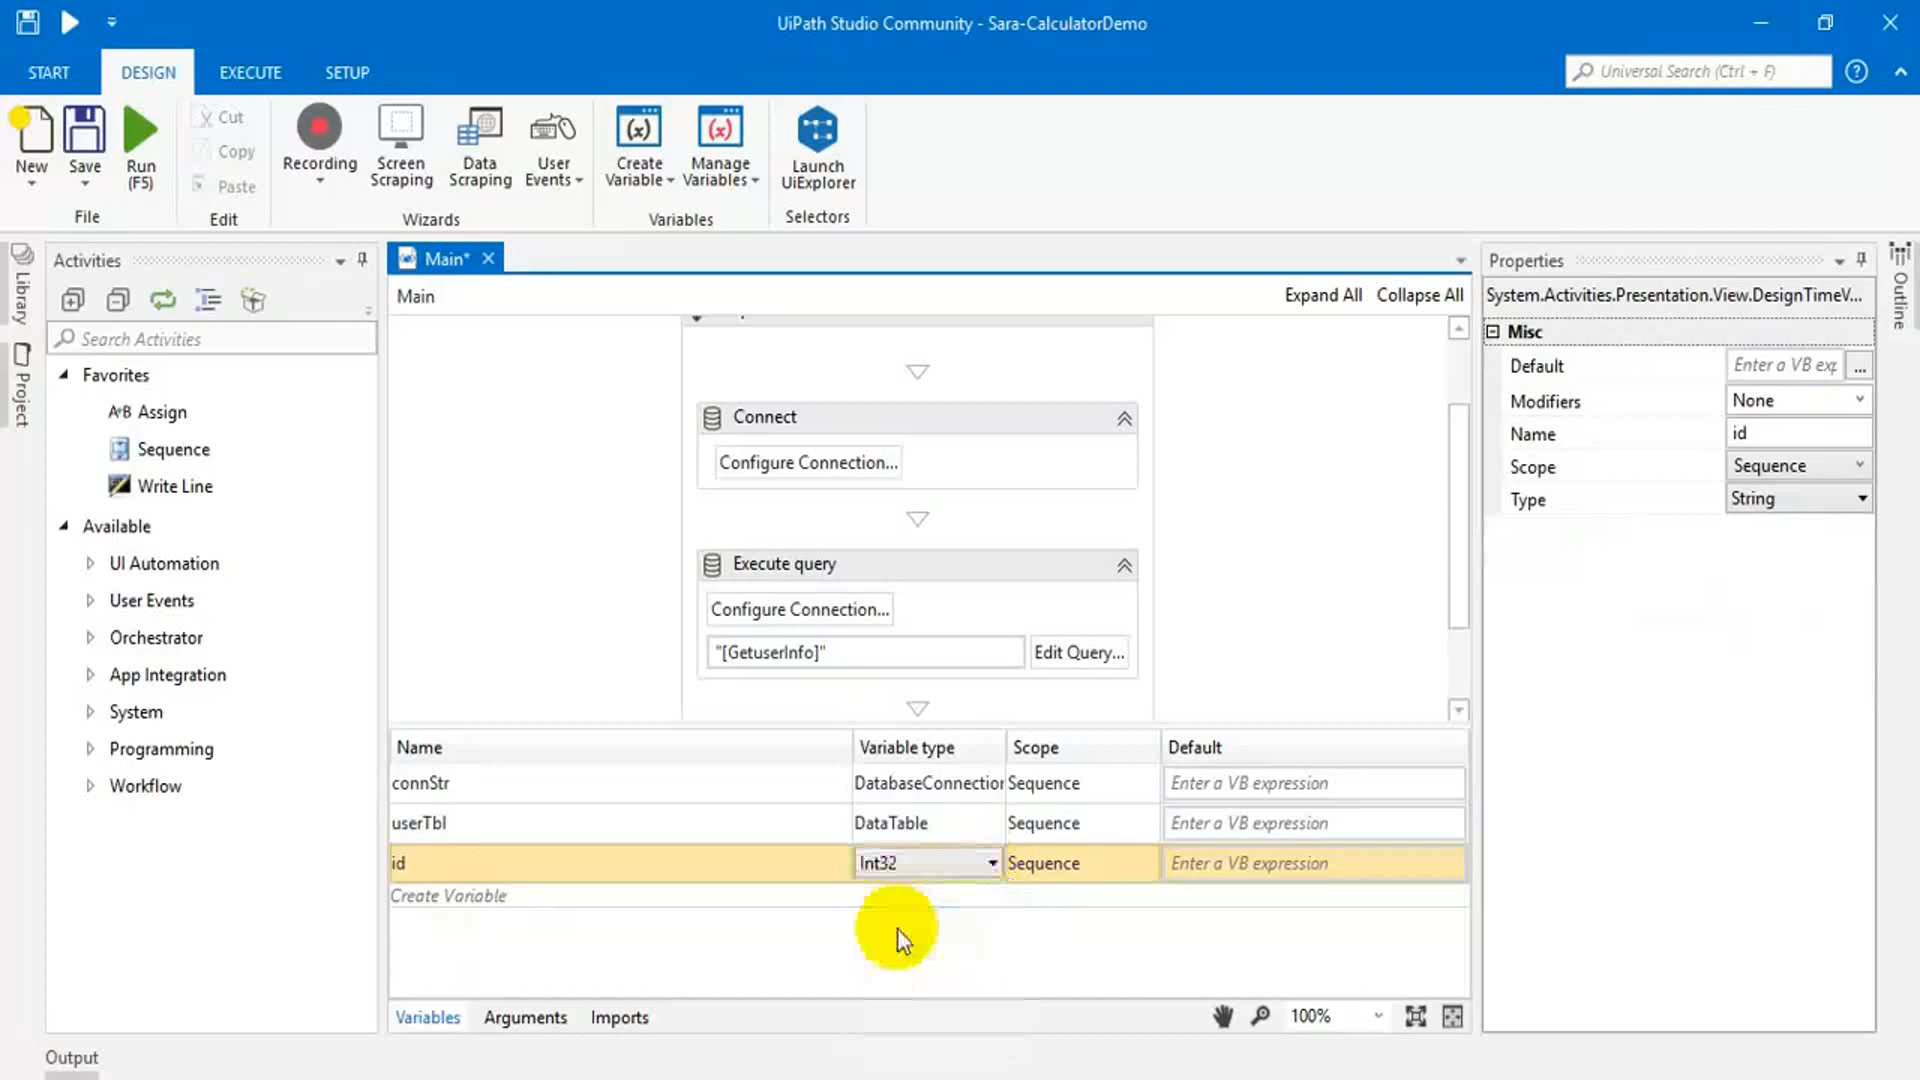 UiPath Studio Community - Sara-CalculatorDemo
START DESIGN EXECUTE SETUP
Universal Search (Ctrl + F)
New
Save
Run
(F5)
File
Cut
Copy
Paste
Edit
Recording
Screen
Scraping
Data
Scraping
User
Events
Wizards
Create
Variable
Manage
Variables
Variables
Launch
UiExplorer
Selectors
Library
Project
Activities
Search Activities
Favorites
A+B Assign
Sequence
Write Line
Available
UI Automation
User Events
Orchestrator
App Integration
System
Programming
Workflow
Main*
Main
Expand All Collapse All
Connect
Configure Connection...
Execute query
Configure Connection...
"[GetuserInfo]" Edit Query...
Name Variable type Scope Default
connStr DatabaseConnection Sequence Enter a VB expression
userTbl DataTable Sequence Enter a VB expression
id Int32 Sequence Enter a VB expression
Create Variable
Variables Arguments Imports
100%
Properties
System.Activities.Presentation.View.DesignTimeV...
Misc
Default Enter a VB exp ...
Modifiers None
Name id
Scope Sequence
Type String
Outline
Output